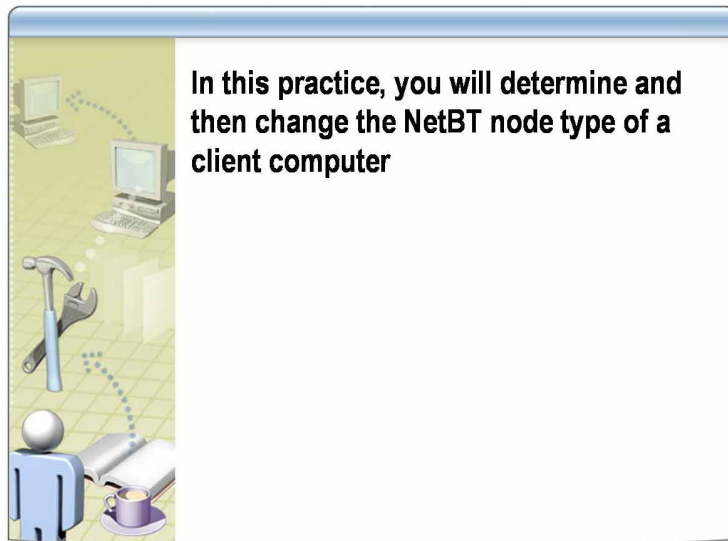 In this practice, you will determine and
then change the NetBT node type of a
client computer